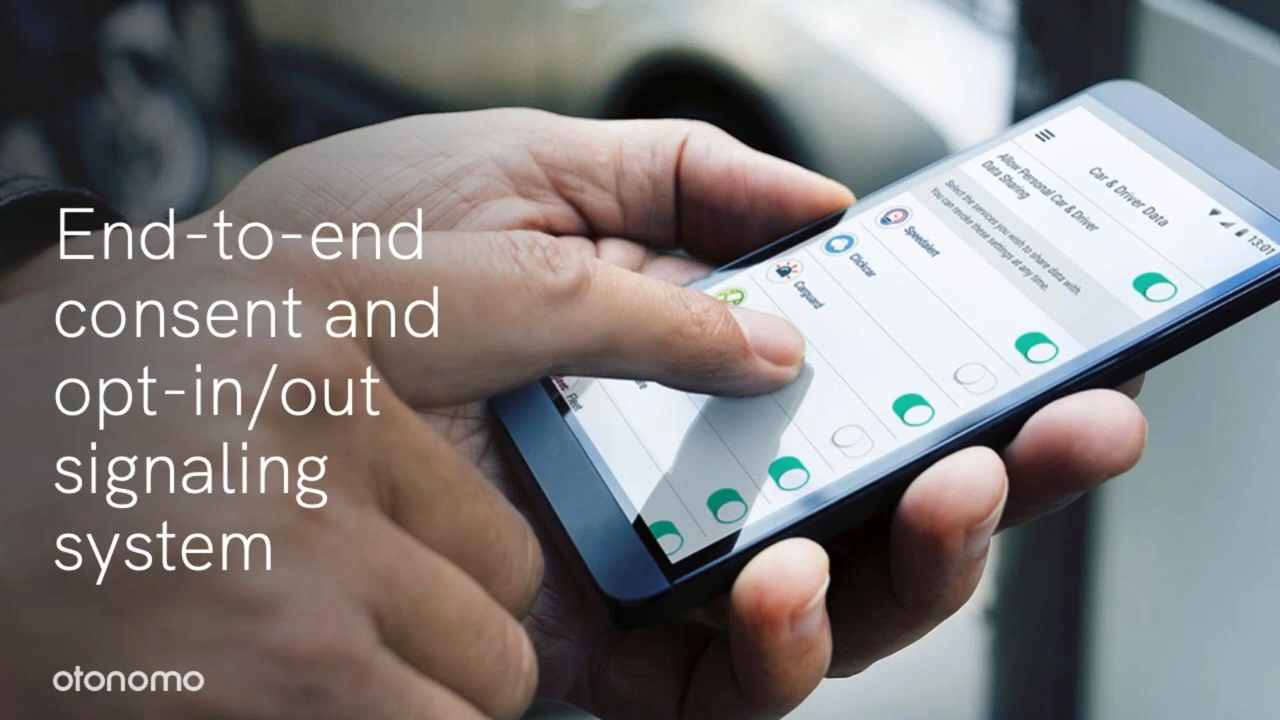 End-to-end
consent and
opt-in/out
signaling
system
otonomo
13:01
Car & Driver Data
Allow Personal Car & Driver
Data Sharing
Select the services you wish to share data with.
You can revoke these settings at any time.
Speedalert
Clickcar
Carguard
Fleet